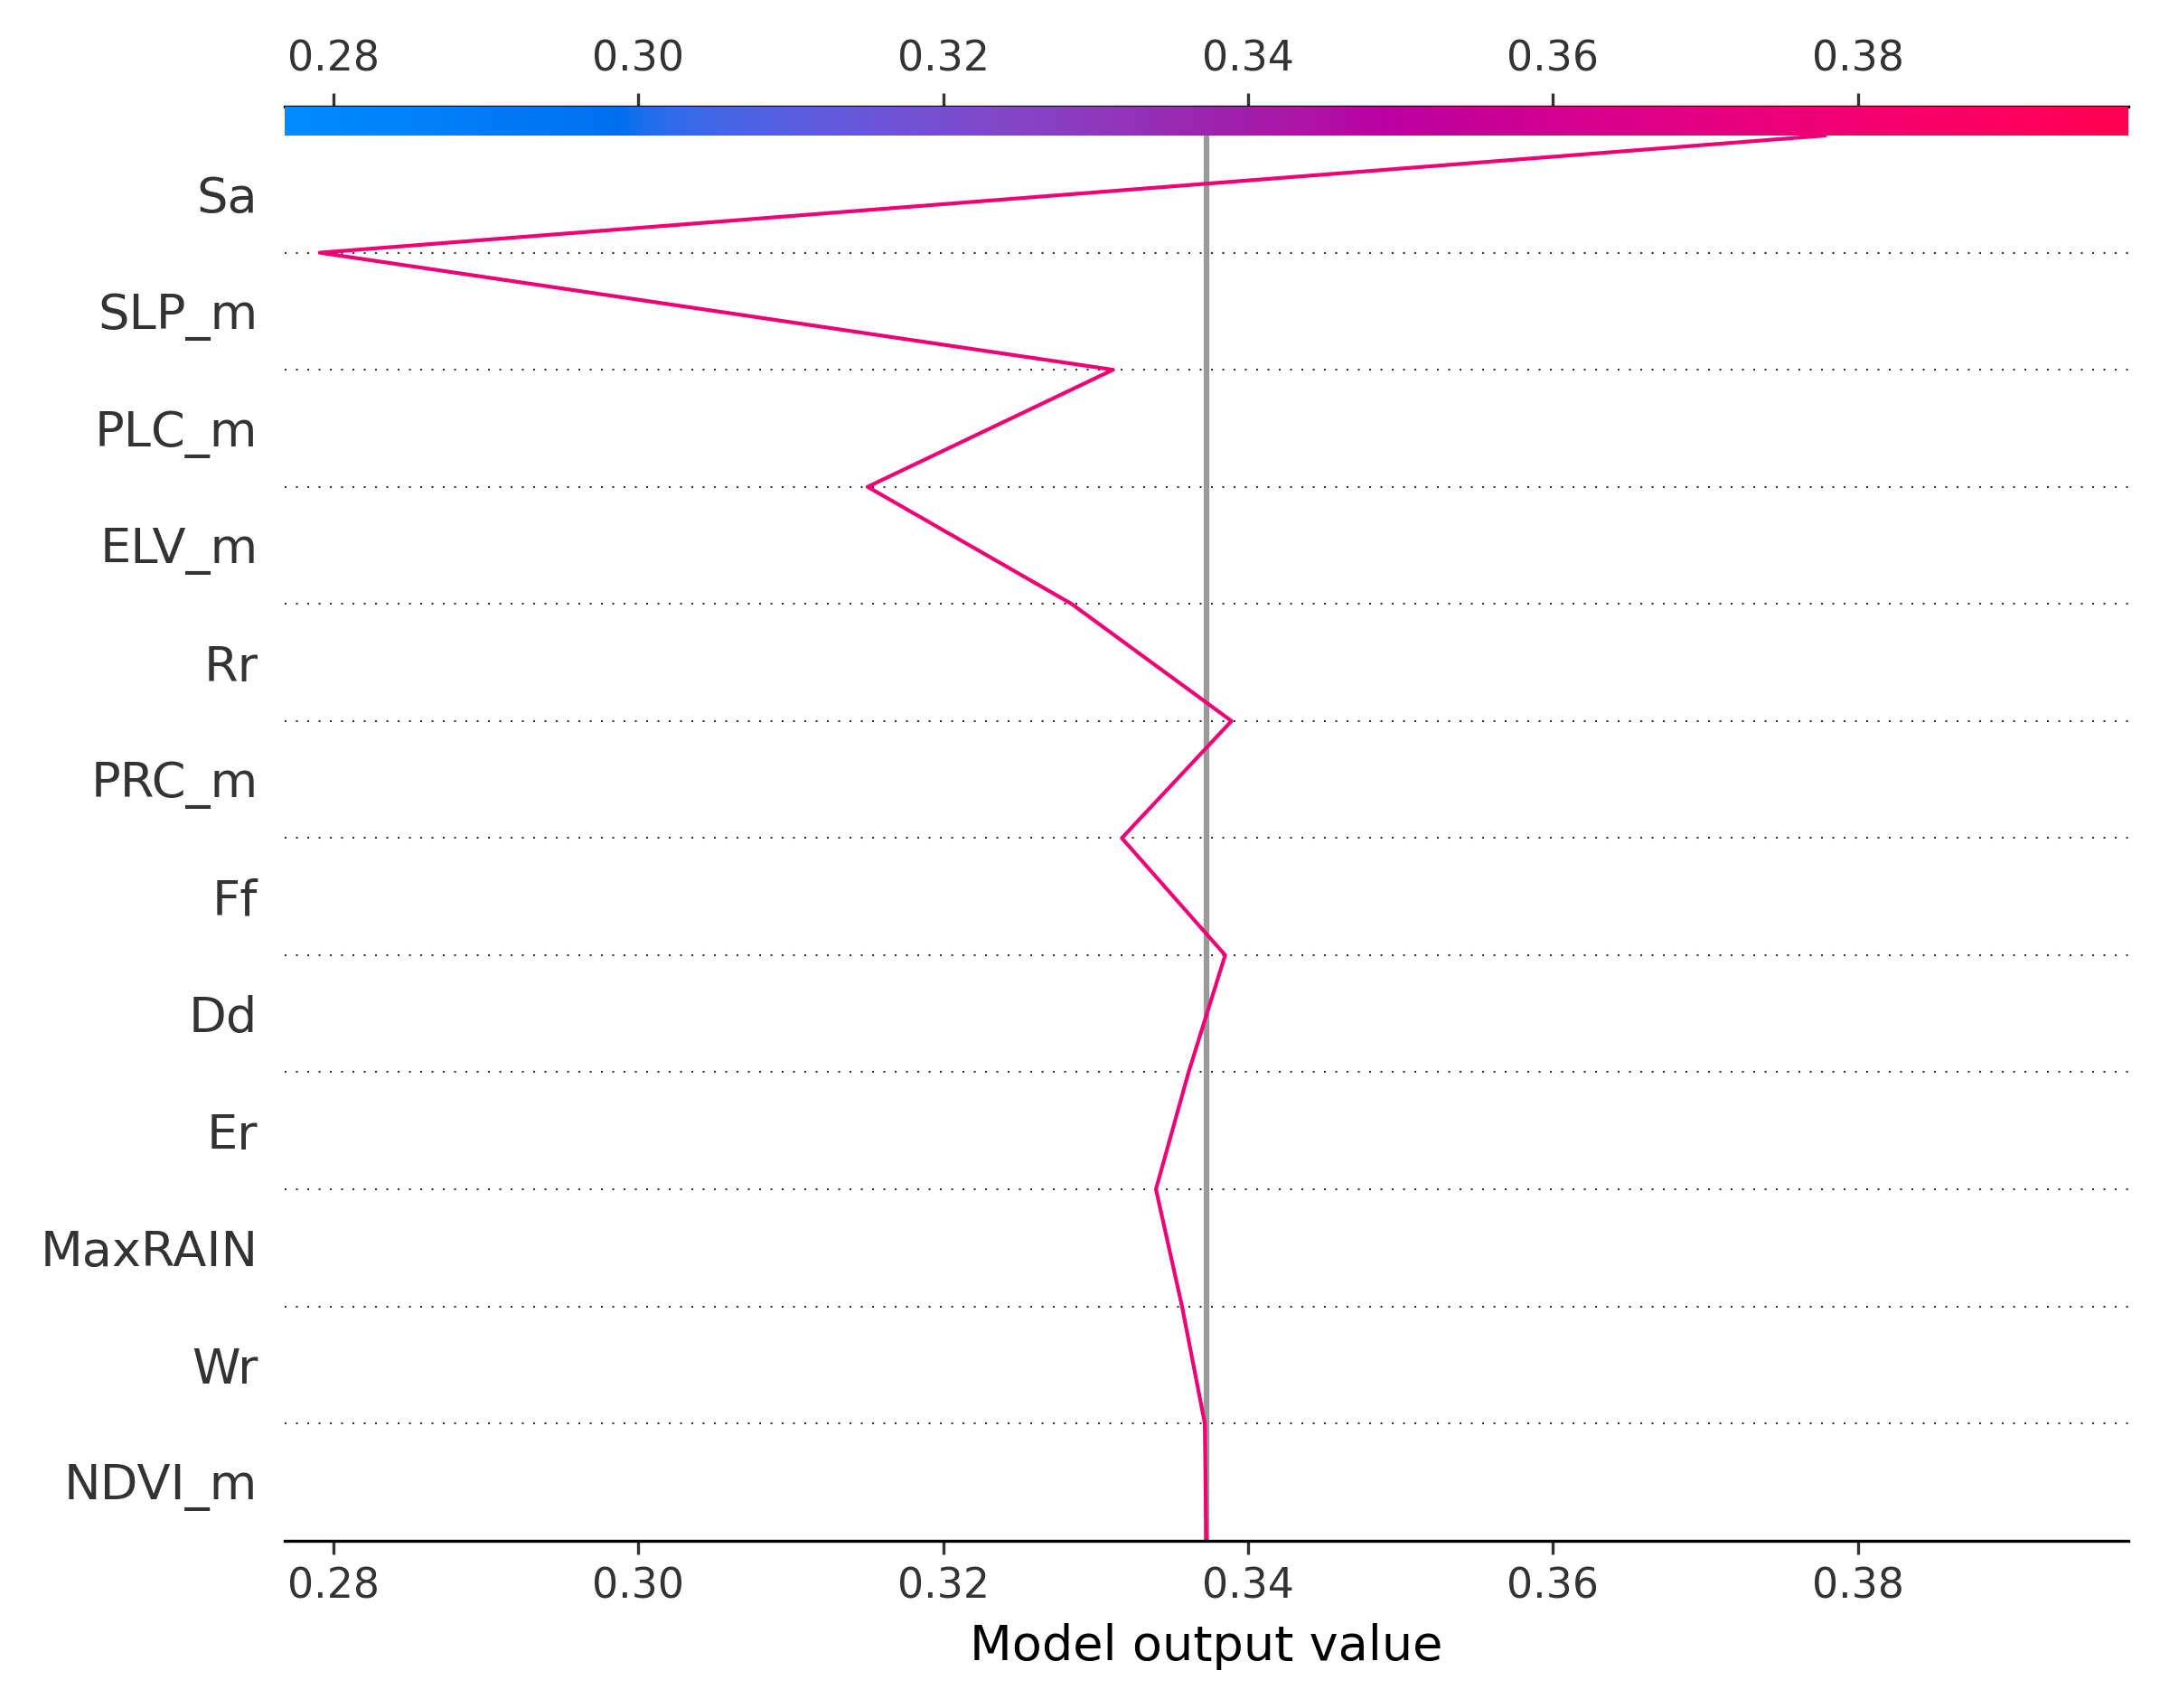 0.28 0.30 0.32 0.34 0.36 0.38
Sa
SLP_m
PLC_m
ELV_m
Rr
PRC_m
Ff
Dd
Er
MaxRAIN
Wr
NDVI_m
0.28 0.30 0.32 0.34 0.36 0.38
Model output value